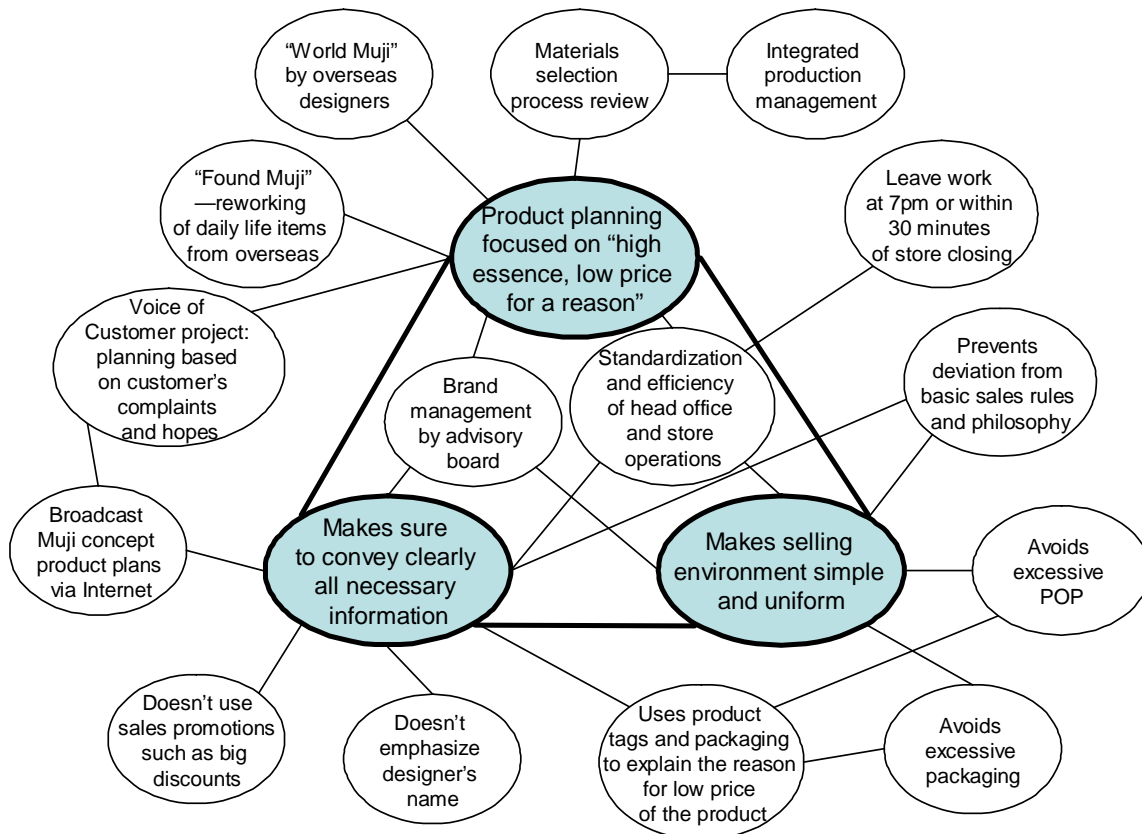 “World Muji”
by overseas
designers
Materials
selection
process review
Integrated
production
management
“Found Muji”
—reworking
of daily life items
from overseas
Product planning
focused on “high
essence, low price
for a reason”
Leave work
at 7pm or within
30 minutes
of store closing
Voice of
Customer project:
planning based
on customer’s
complaints
and hopes
Brand
management
by advisory
board
Standardization
and efficiency
of head office
and store
operations
Prevents
deviation from
basic sales rules
and philosophy
Broadcast
Muji concept
product plans
via Internet
Makes sure
to convey clearly
all necessary
information
Makes selling
environment simple
and uniform
Avoids
excessive
POP
Doesn’t use
sales promotions
such as big
discounts
Doesn’t
emphasize
designer’s
name
Uses product
tags and packaging
to explain the reason
for low price
of the product
Avoids
excessive
packaging